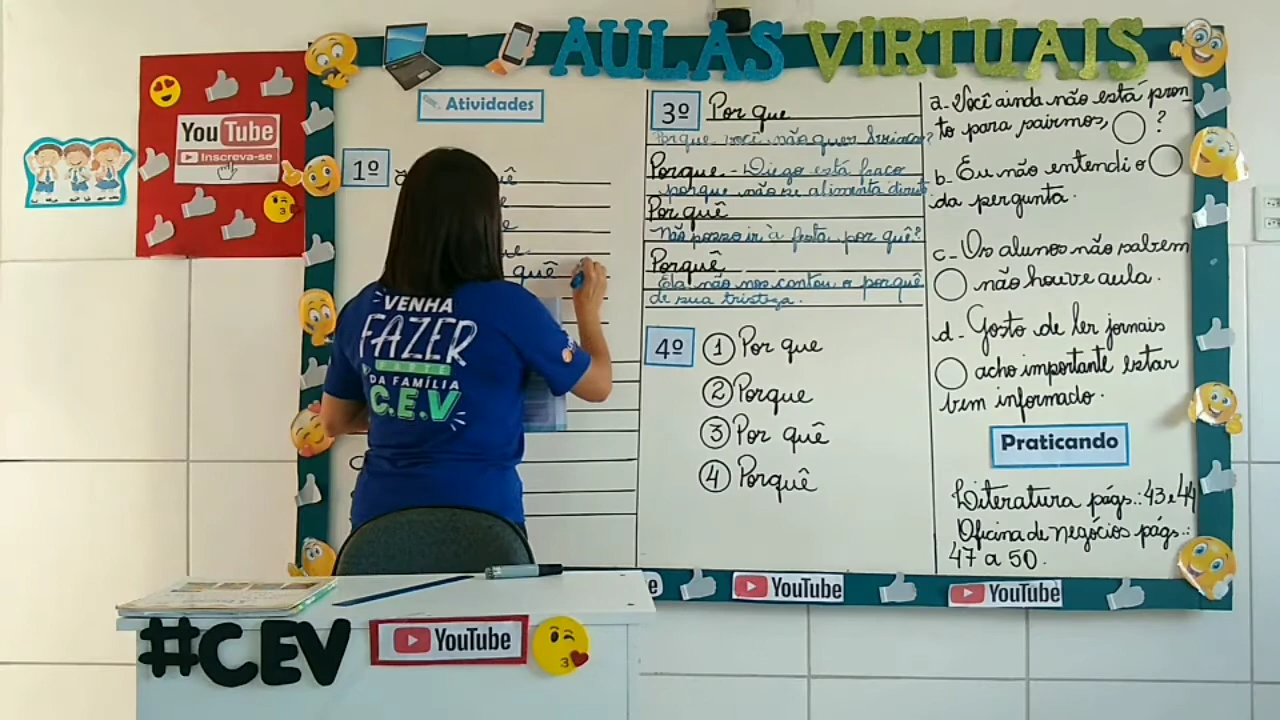 AULAS VIRTUAIS
Atividades
YouTube
Inscreva-se
1º
quê
VENHA
FAZER
PARTE
DA FAMÍLIA
C.E.V
3º Por que
Porque você não quer brincar?
Porque - Diego está fraco
porque não se alimenta direito
Por quê
Não posso ir à festa, por quê?
Porquê
Ela não nos contou o porquê
de sua tristeza.
4º 1 Por que
2 Porque
3 Por quê
4 Porquê
a- Você ainda não está pron_
to para sairmos, ?
b- Eu não entendi o
da pergunta.
c- Os alunos não sabem
não houve aula.
d- Gosto de ler jornais
acho importante estar
bem informado.
Praticando
Literatura págs.: 43 e 44
Oficina de negócios págs.:
47 a 50.
YouTube
YouTube
#CEV
YouTube